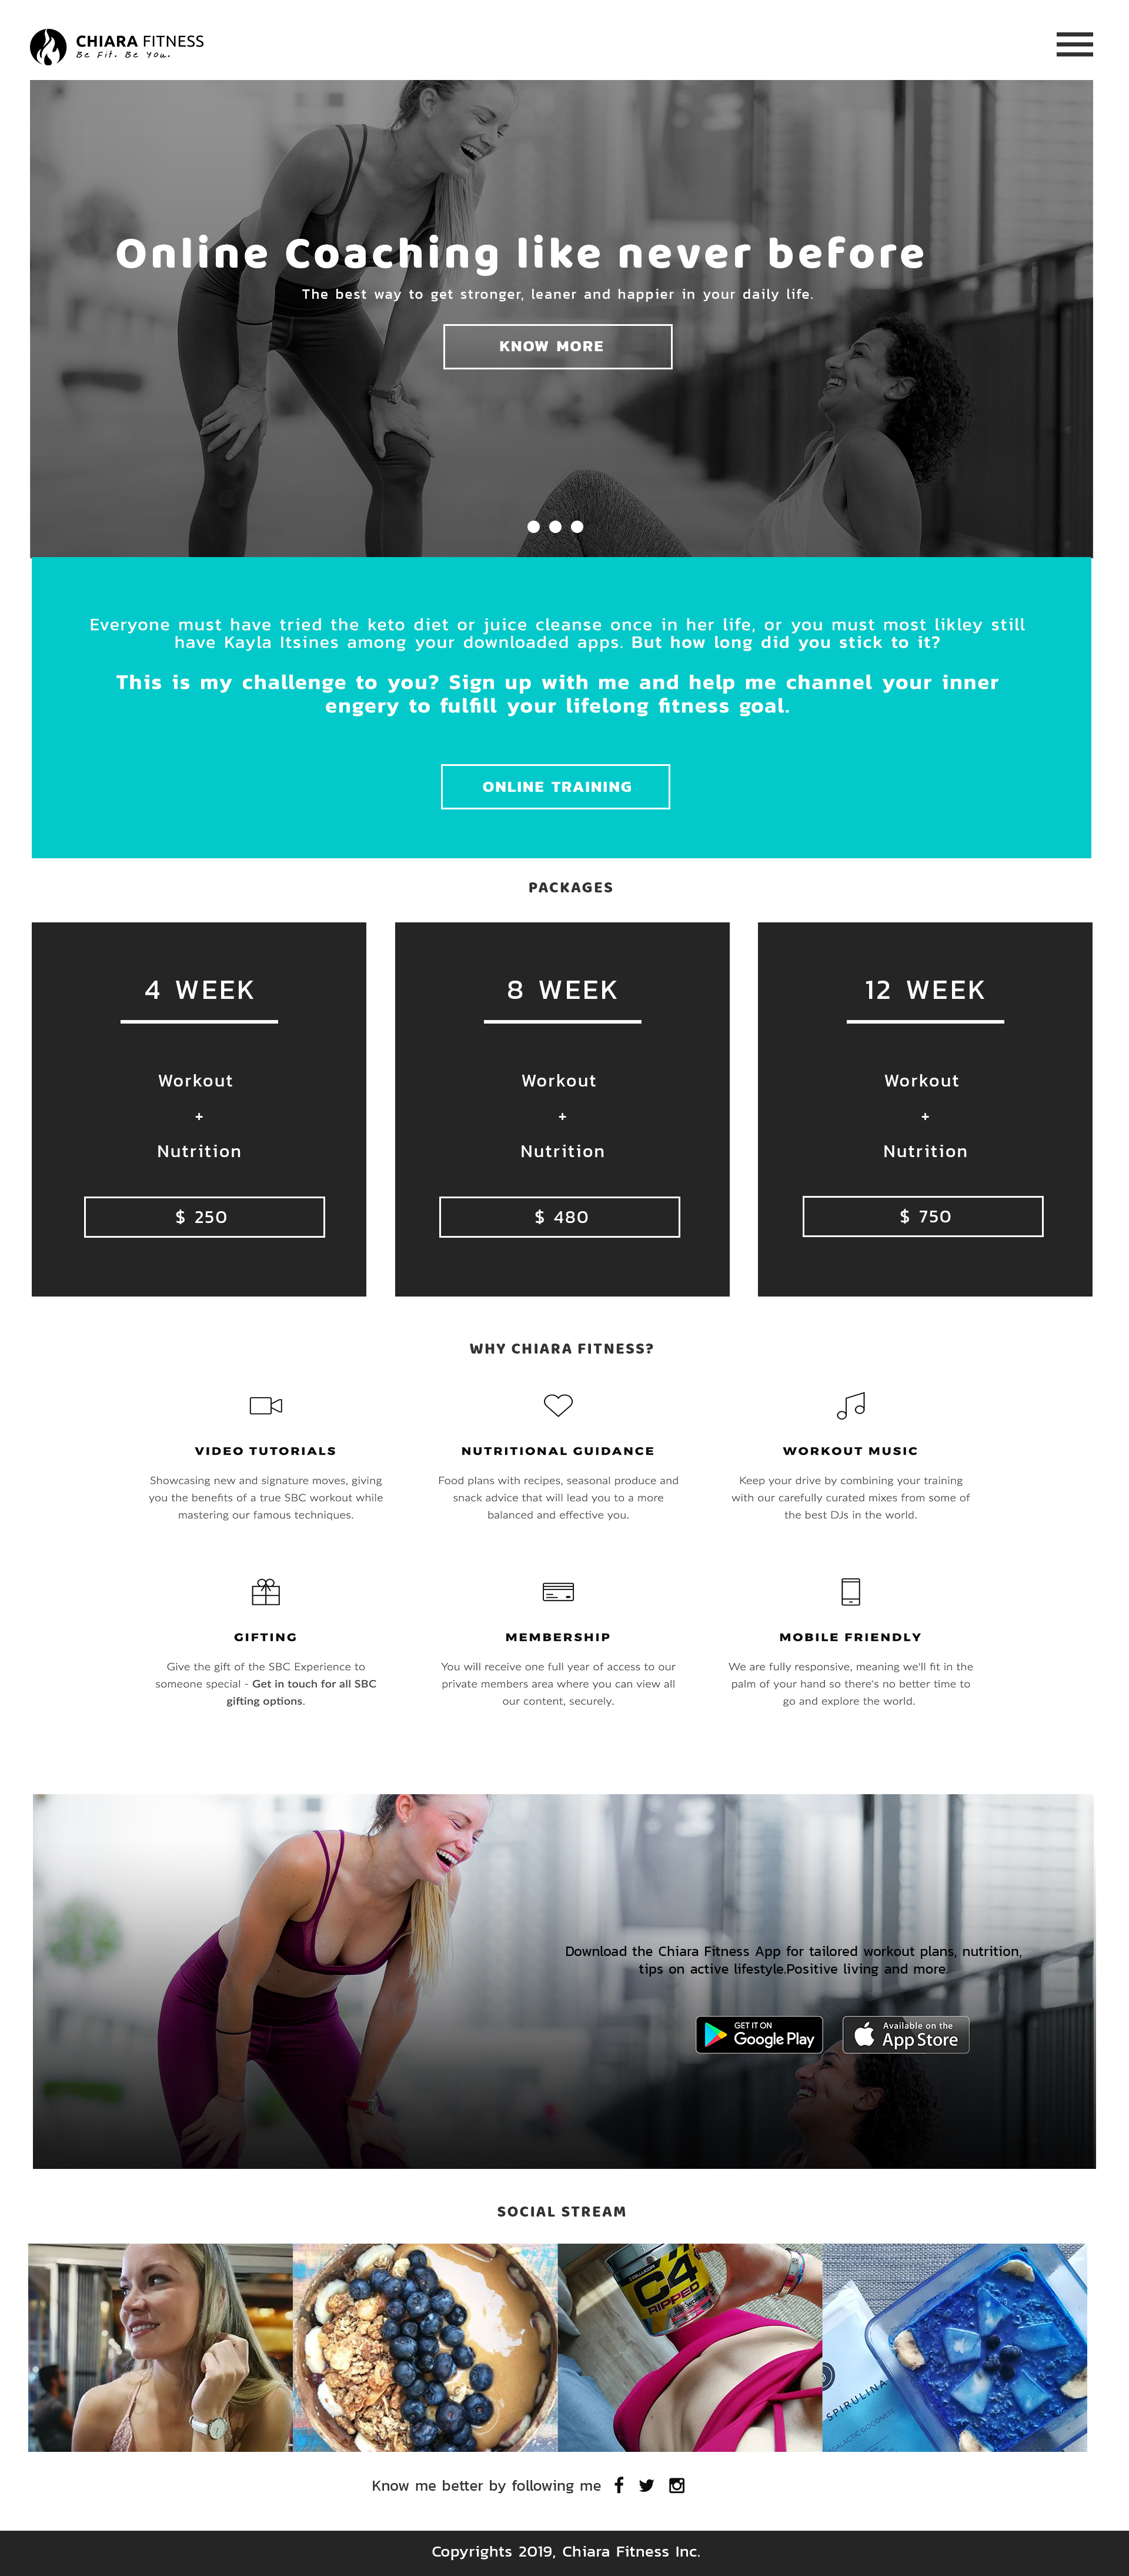 CHIARA FITNESS
Be Fit. Be You.
Online Coaching like never before
The best way to get stronger, leaner and happier in your daily life.
KNOW MORE
Everyone must have tried the keto diet or juice cleanse once in her life, or you must most likley still
have Kayla Itsines among your downloaded apps. But how long did you stick to it?
This is my challenge to you? Sign up with me and help me channel your inner
engery to fulfill your lifelong fitness goal.
ONLINE TRAINING
PACKAGES
4 WEEK
Workout
+
Nutrition
$ 250
8 WEEK
Workout
+
Nutrition
$ 480
12 WEEK
Workout
+
Nutrition
$ 750
WHY CHIARA FITNESS?
VIDEO TUTORIALS
Showcasing new and signature moves, giving
you the benefits of a true SBC workout while
mastering our famous techniques.
NUTRITIONAL GUIDANCE
Food plans with recipes, seasonal produce and
snack advice that will lead you to a more
balanced and effective you.
WORKOUT MUSIC
Keep your drive by combining your training
with our carefully curated mixes from some of
the best DJs in the world.
GIFTING
Give the gift of the SBC Experience to
someone special - Get in touch for all SBC
gifting options.
MEMBERSHIP
You will receive one full year of access to our
private members area where you can view all
our content, securely.
MOBILE FRIENDLY
We are fully responsive, meaning we'll fit in the
palm of your hand so there's no better time to
go and explore the world.
Download the Chiara Fitness App for tailored workout plans, nutrition,
tips on active lifestyle.Positive living and more.
GET IT ON
Google Play
Available on the
App Store
SOCIAL STREAM
C4
RIPPED
SPIRULINA
GALACTIC GOODNESS
Know me better by following me
Copyrights 2019, Chiara Fitness Inc.